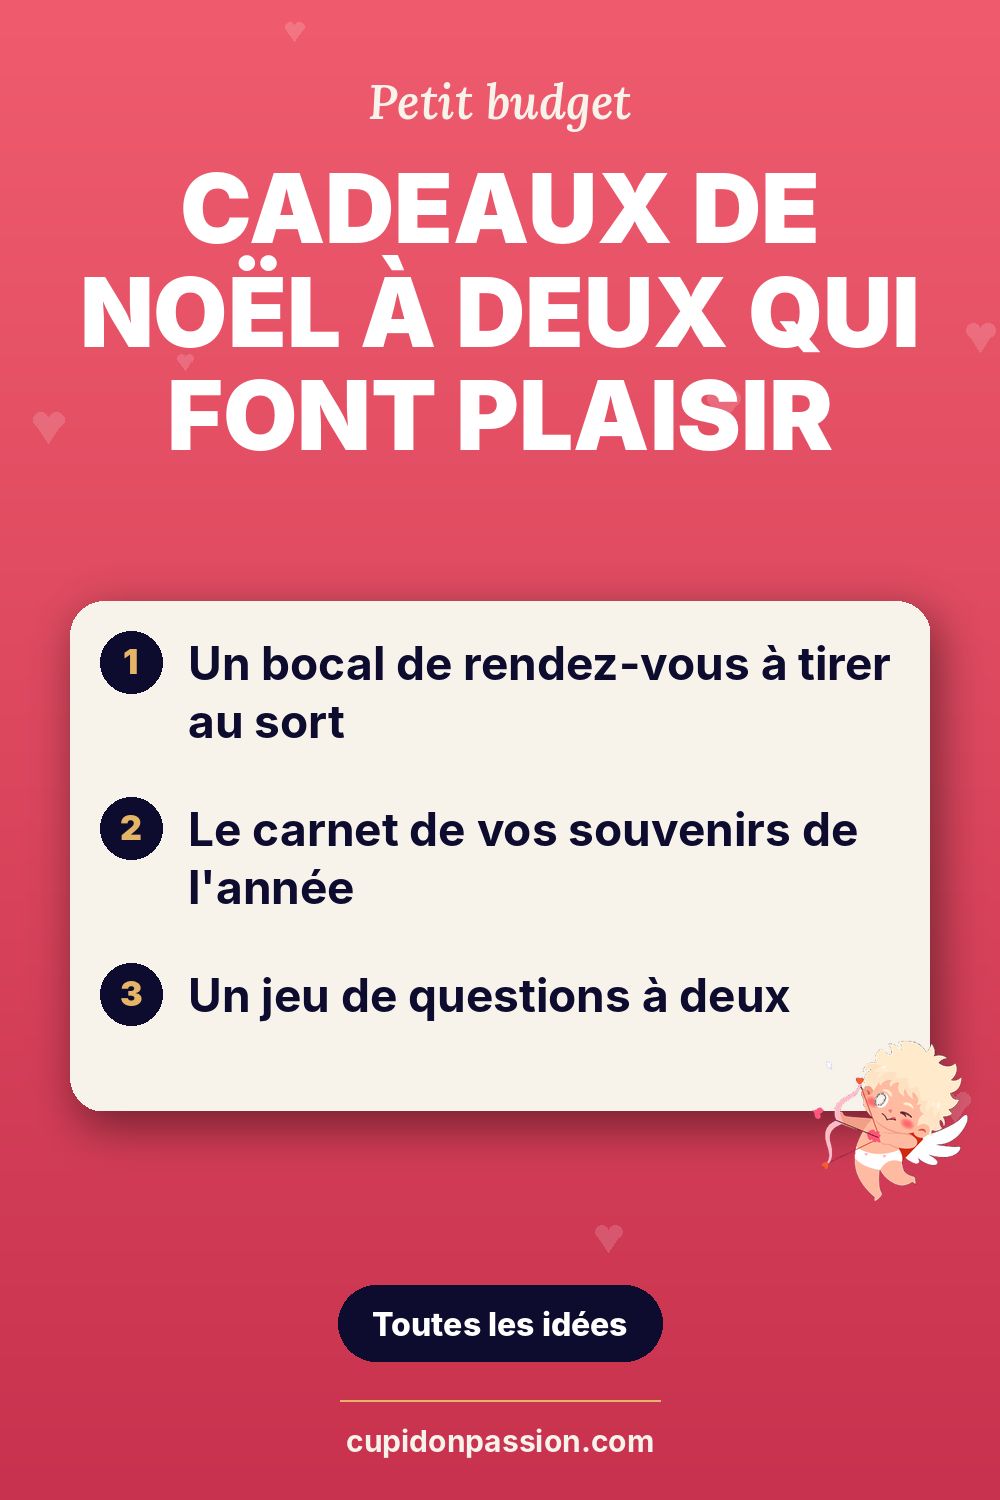 Petit budget
CADEAUX DE
NOËL À DEUX QUI
FONT PLAISIR
1 Un bocal de rendez-vous à tirer
au sort
2 Le carnet de vos souvenirs de
l'année
3 Un jeu de questions à deux
Toutes les idées
cupidonpassion.com